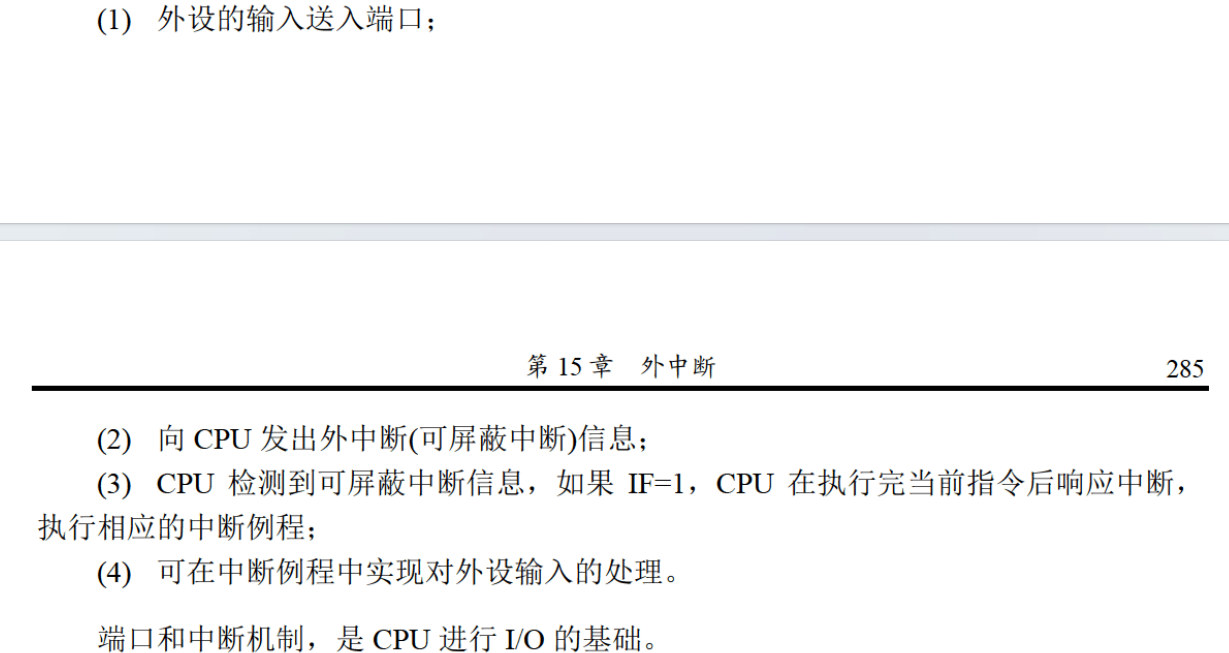 (1) 外设的输入送入端口；
第 15 章 外中断 285
(2) 向 CPU 发出外中断(可屏蔽中断)信息；
(3) CPU 检测到可屏蔽中断信息，如果 IF=1，CPU 在执行完当前指令后响应中断，
执行相应的中断例程；
(4) 可在中断例程中实现对外设输入的处理。
端口和中断机制，是 CPU 进行 I/O 的基础。